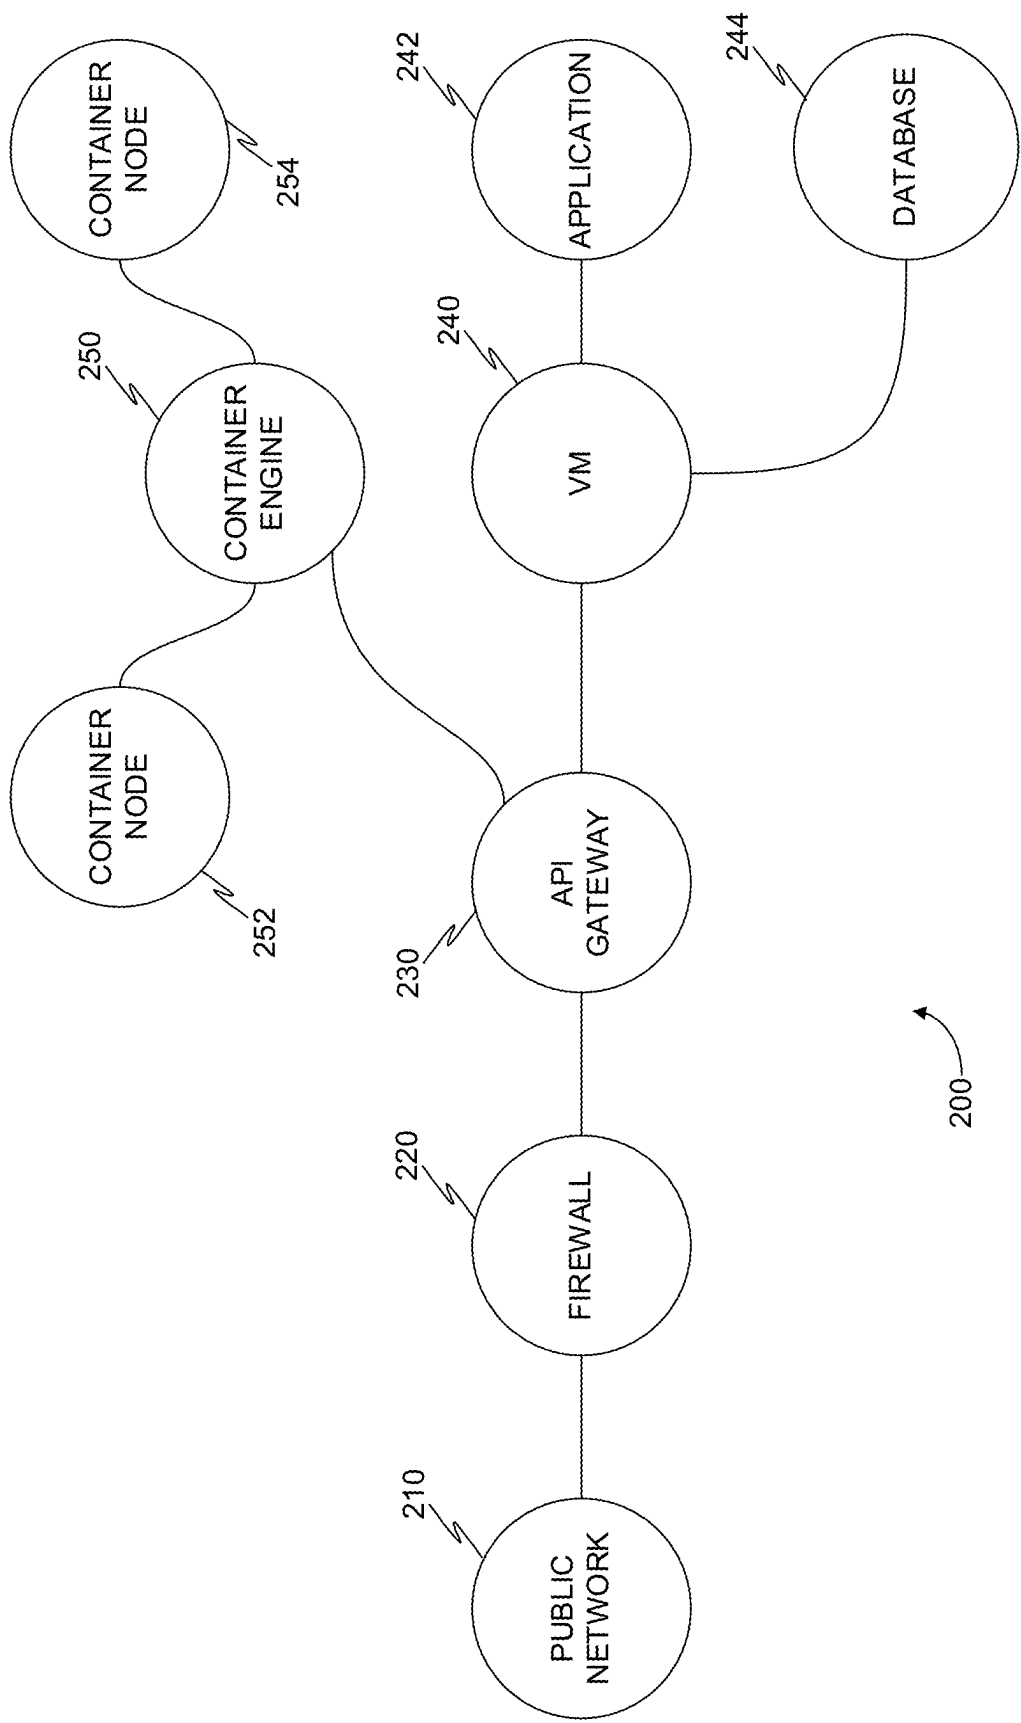 252
CONTAINER
NODE
250
CONTAINER
ENGINE
254
CONTAINER
NODE
210
PUBLIC
NETWORK
220
FIREWALL
230
API
GATEWAY
240
VM
242
APPLICATION
244
DATABASE
200